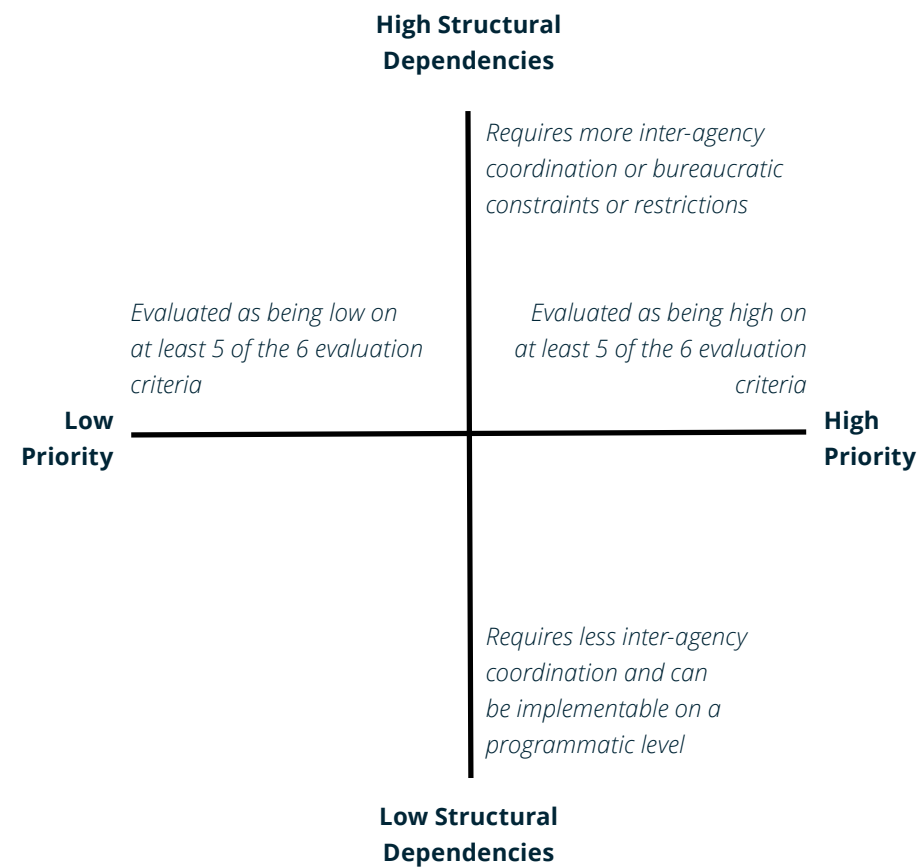 High Structural
Dependencies
Requires more inter-agency
coordination or bureaucratic
constraints or restrictions
Evaluated as being low on
at least 5 of the 6 evaluation
criteria
Evaluated as being high on
at least 5 of the 6 evaluation
criteria
Low
Priority
High
Priority
Requires less inter-agency
coordination and can
be implementable on a
programmatic level
Low Structural
Dependencies